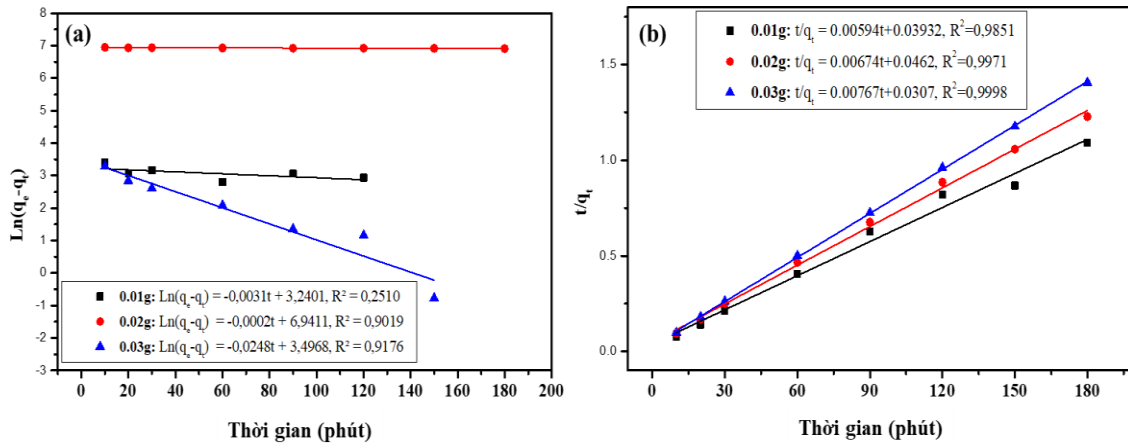 (a)
Ln(qₑ-qₜ)
8
7
6
5
4
3
2
1
0
-1
-2
-3
0.01g: Ln(qₑ-qₜ) = -0,0031t + 3,2401, R² = 0,2510
0.02g: Ln(qₑ-qₜ) = -0,0002t + 6,9411, R² = 0,9019
0.03g: Ln(qₑ-qₜ) = -0,0248t + 3,4968, R² = 0,9176
0 20 40 60 80 100 120 140 160 180 200
Thời gian (phút)
(b)
0.01g: t/qₜ = 0.00594t+0.03932, R²=0,9851
0.02g: t/qₜ = 0.00674t+0.0462, R²=0,9971
0.03g: t/qₜ = 0.00767t+0.0307, R²=0,9998
t/qₜ
1.5
1.0
0.5
0.0
0 30 60 90 120 150 180
Thời gian (phút)